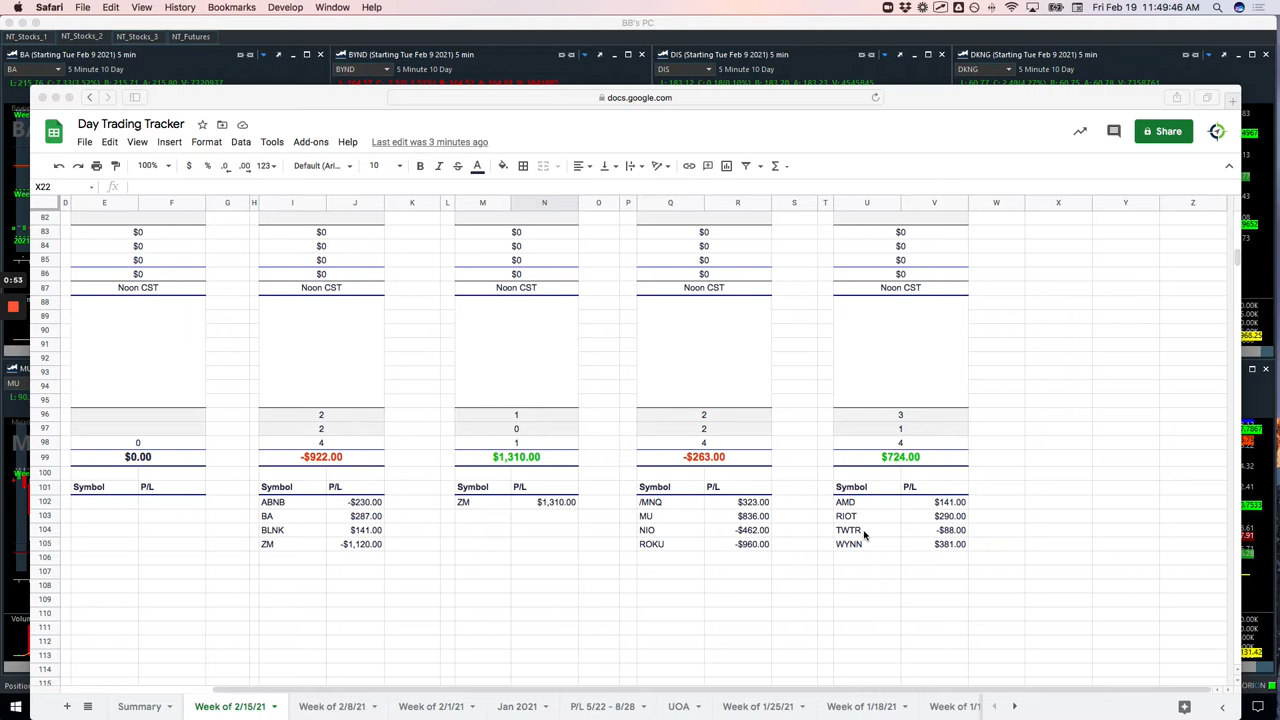 Safari File Edit View History Bookmarks Develop Window Help Fri Feb 19 11:49:46 AM
BB's PC
NT_Stocks_1 NT_Stocks_2 NT_Stocks_3 NT_Futures
BA (Starting Tue Feb 9 2021) 5 min BYND (Starting Tue Feb 9 2021) 5 min DIS (Starting Tue Feb 9 2021) 5 min DKNG (Starting Tue Feb 9 2021) 5 min
BA 5 Minute 10 Day BYND 5 Minute 10 Day DIS 5 Minute 10 Day DKNG 5 Minute 10 Day
docs.google.com
Day Trading Tracker
File Edit View Insert Format Data Tools Add-ons Help Last edit was 3 minutes ago
Share
100% $ % .0 .00 123 Default (Ari... 10 B I S A
X22 fx
D E F G H I J K L M O P Q R S T U V W X Y Z
82
83 $0 $0 $0 $0 $0
84 $0 $0 $0 $0 $0
85 $0 $0 $0 $0 $0
86 $0 $0 $0 $0 $0
87 Noon CST Noon CST Noon CST Noon CST Noon CST
88
89
90
91
92
93
94
95
96 2 1 2 3
97 2 0 2 1
98 0 4 1 4 4
99 $0.00 -$922.00 $1,310.00 -$263.00 $724.00
100
101 Symbol P/L Symbol P/L Symbol P/L Symbol P/L Symbol P/L
102 ABNB -$230.00 ZM $1,310.00 /MNQ $323.00 AMD $141.00
103 BA $287.00 MU $836.00 RIOT $290.00
104 BLNK $141.00 NIO -$462.00 TWTR -$88.00
105 ZM -$1,120.00 ROKU -$960.00 WYNN $381.00
106
107
108
109
110
111
112
113
114
115
0:53
MU
MU
Volu
Position
ORION
Summary Week of 2/15/21 Week of 2/8/21 Week of 2/1/21 Jan 2021 P/L 5/22 - 8/28 UOA Week of 1/25/21 Week of 1/18/21 Week of 1/1